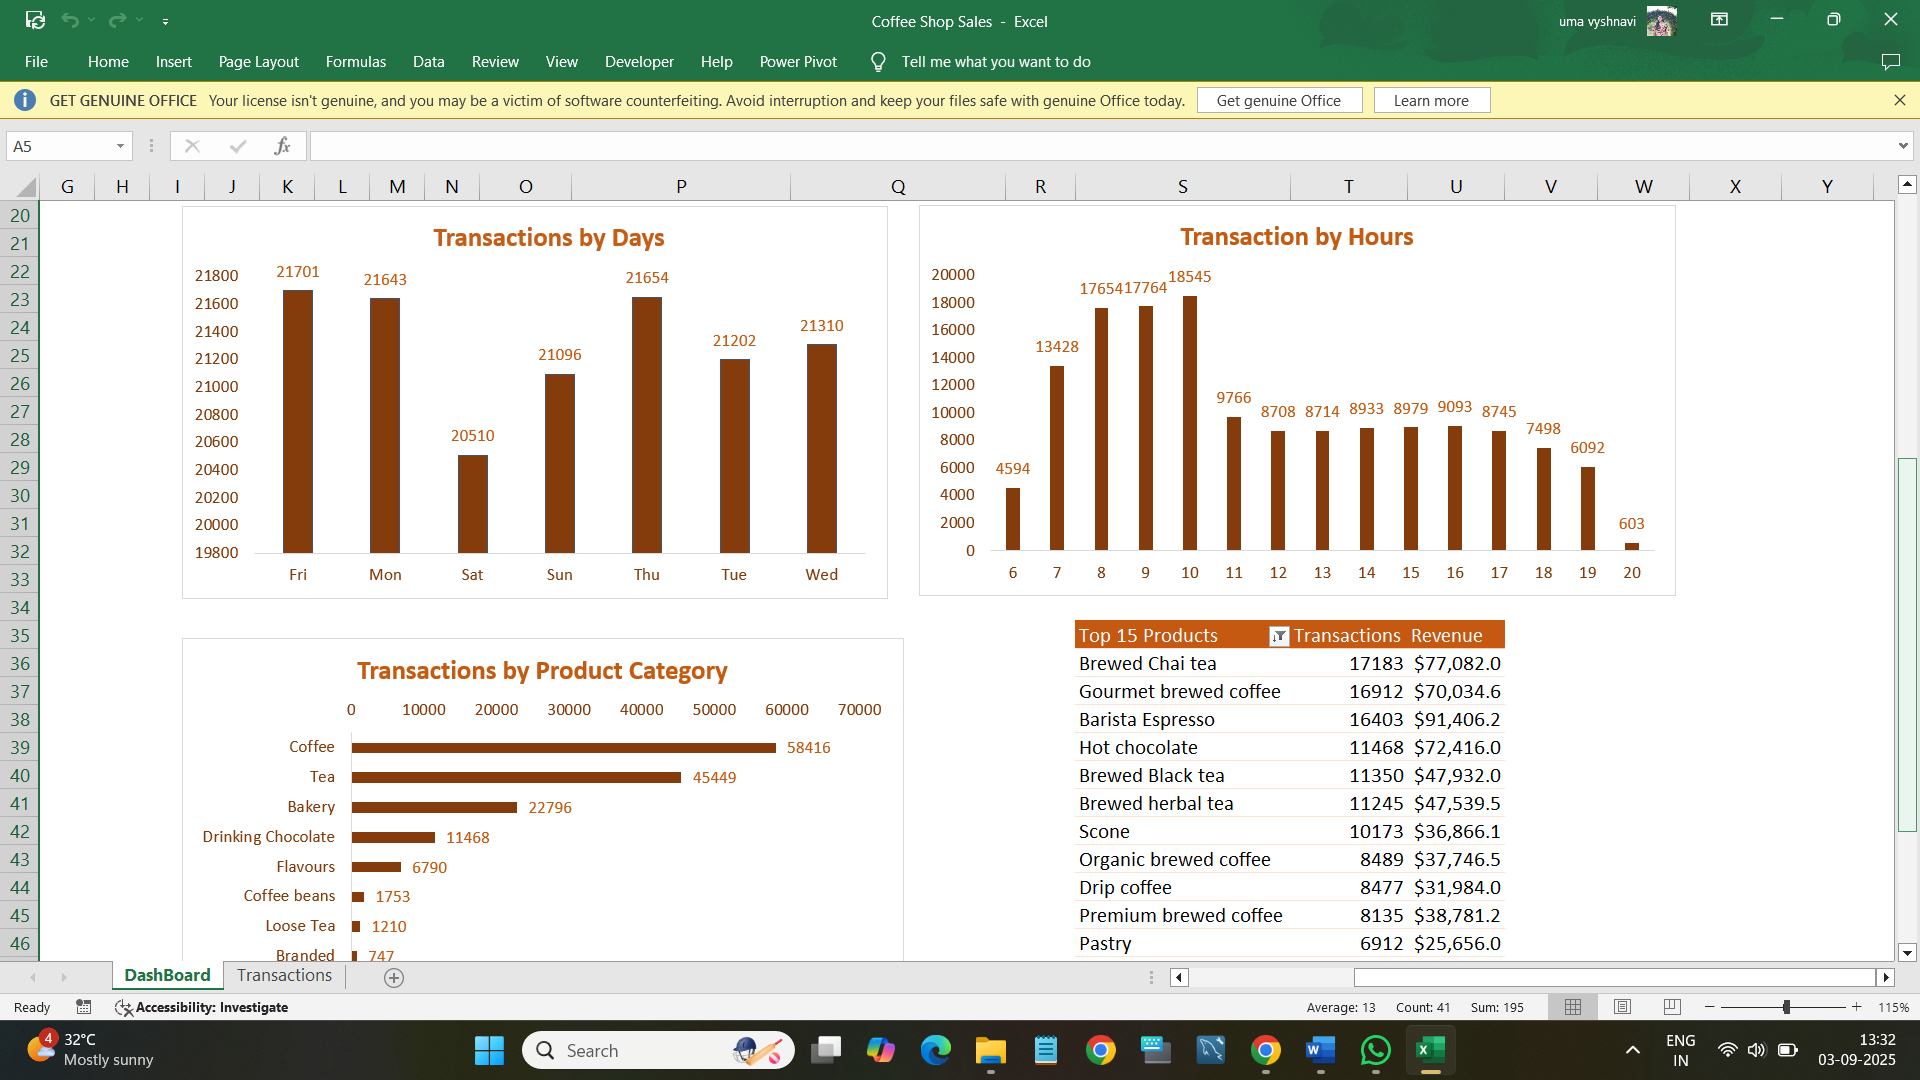 Coffee Shop Sales - Excel
uma vyshnavi
File Home Insert Page Layout Formulas Data Review View Developer Help Power Pivot Tell me what you want to do
GET GENUINE OFFICE Your license isn't genuine, and you may be a victim of software counterfeiting. Avoid interruption and keep your files safe with genuine Office today. Get genuine Office Learn more
A5 fx
G H I J K L M N O P Q R S T U V W X Y
20
21
22
23
24
25
26
27
28
29
30
31
32
33
34
35
36
37
38
39
40
41
42
43
44
45
46
Transactions by Days
21800
21600
21400
21200
21000
20800
20600
20400
20200
20000
19800
21701 21643 20510 21096 21654 21202 21310
Fri Mon Sat Sun Thu Tue Wed
Transaction by Hours
20000
18000
16000
14000
12000
10000
8000
6000
4000
2000
0
4594 13428 17654 17764 18545 9766 8708 8714 8933 8979 9093 8745 7498 6092 603
6 7 8 9 10 11 12 13 14 15 16 17 18 19 20
Transactions by Product Category
0 10000 20000 30000 40000 50000 60000 70000
Coffee 58416
Tea 45449
Bakery 22796
Drinking Chocolate 11468
Flavours 6790
Coffee beans 1753
Loose Tea 1210
Branded 747
Top 15 Products Transactions Revenue
Brewed Chai tea 17183 $77,082.0
Gourmet brewed coffee 16912 $70,034.6
Barista Espresso 16403 $91,406.2
Hot chocolate 11468 $72,416.0
Brewed Black tea 11350 $47,932.0
Brewed herbal tea 11245 $47,539.5
Scone 10173 $36,866.1
Organic brewed coffee 8489 $37,746.5
Drip coffee 8477 $31,984.0
Premium brewed coffee 8135 $38,781.2
Pastry 6912 $25,656.0
DashBoard Transactions
Ready Accessibility: Investigate Average: 13 Count: 41 Sum: 195 115%
4 32°C
Mostly sunny
Search
ENG
IN
13:32
03-09-2025